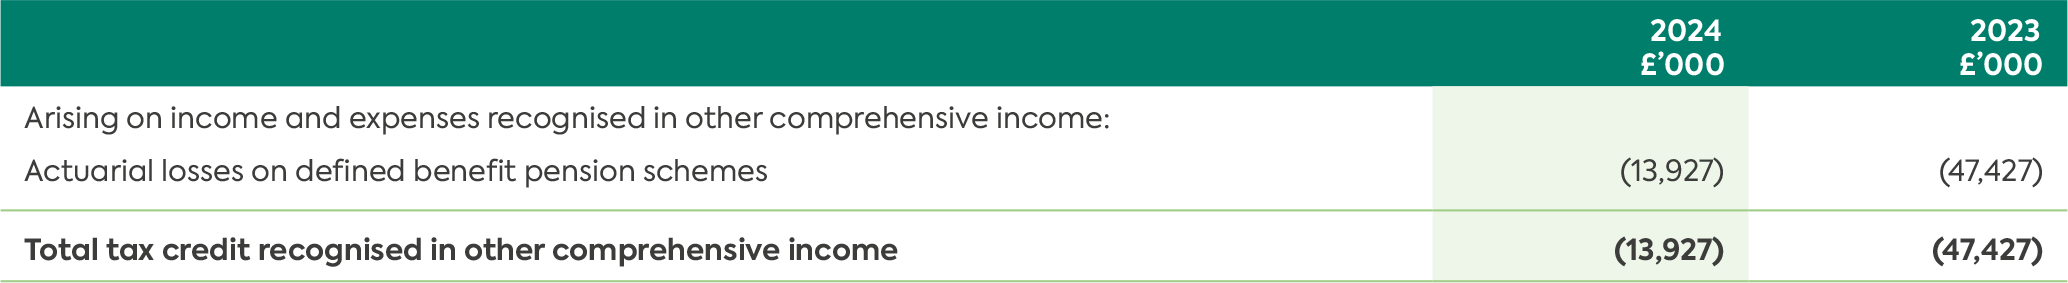 2024 2023
£’000 £’000
Arising on income and expenses recognised in other comprehensive income:
Actuarial losses on defined benefit pension schemes (13,927) (47,427)
Total tax credit recognised in other comprehensive income (13,927) (47,427)